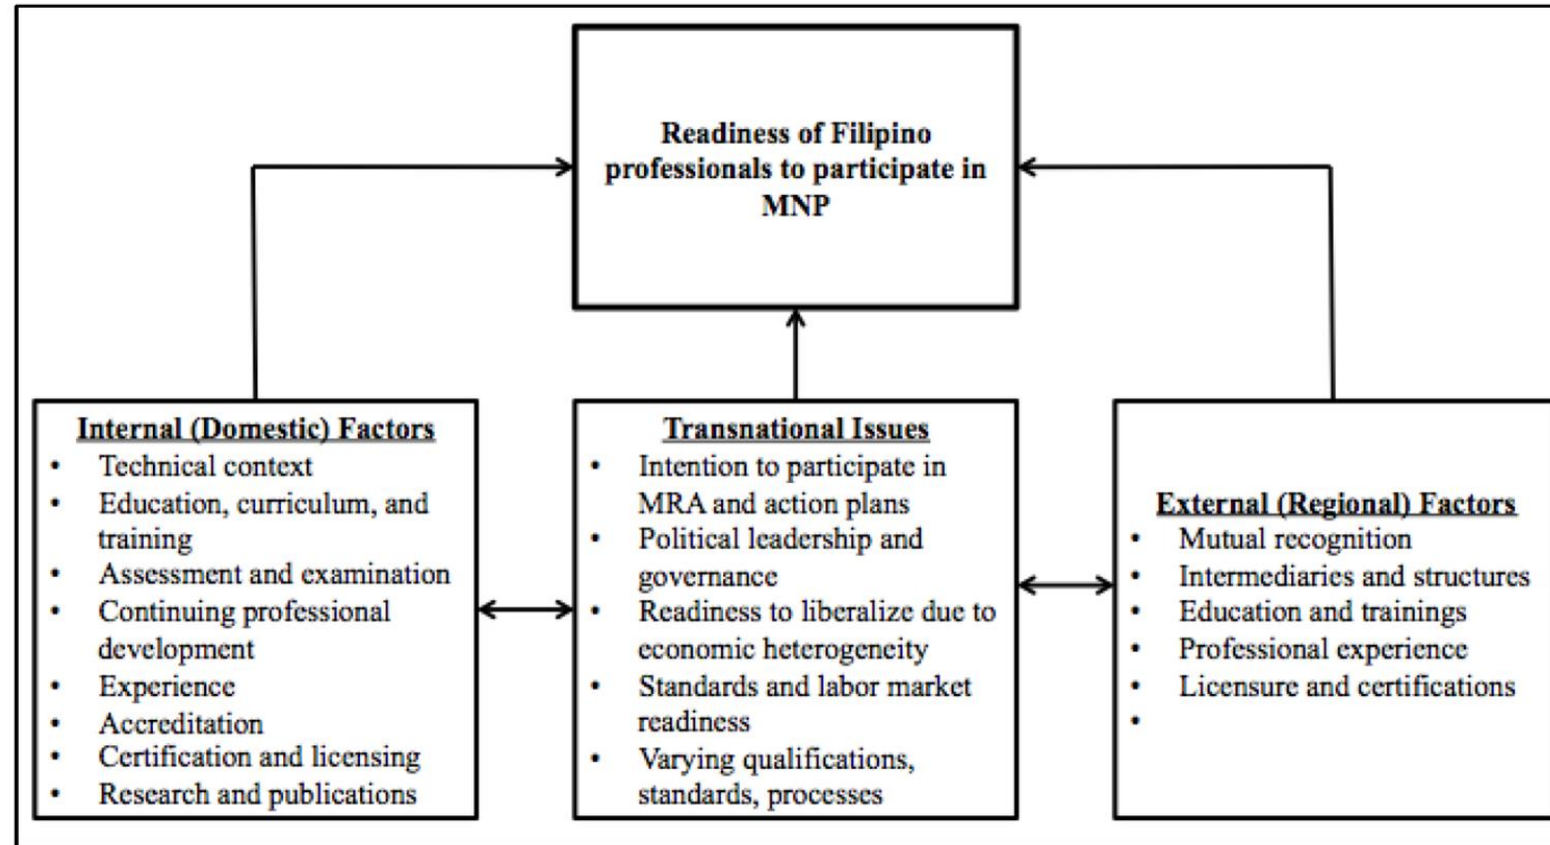 Readiness of Filipino
professionals to participate in
MNP
Internal (Domestic) Factors
• Technical context
• Education, curriculum, and
training
• Assessment and examination
• Continuing professional
development
• Experience
• Accreditation
• Certification and licensing
• Research and publications
Transnational Issues
• Intention to participate in
MRA and action plans
• Political leadership and
governance
• Readiness to liberalize due to
economic heterogeneity
• Standards and labor market
readiness
• Varying qualifications,
standards, processes
External (Regional) Factors
• Mutual recognition
• Intermediaries and structures
• Education and trainings
• Professional experience
• Licensure and certifications
•